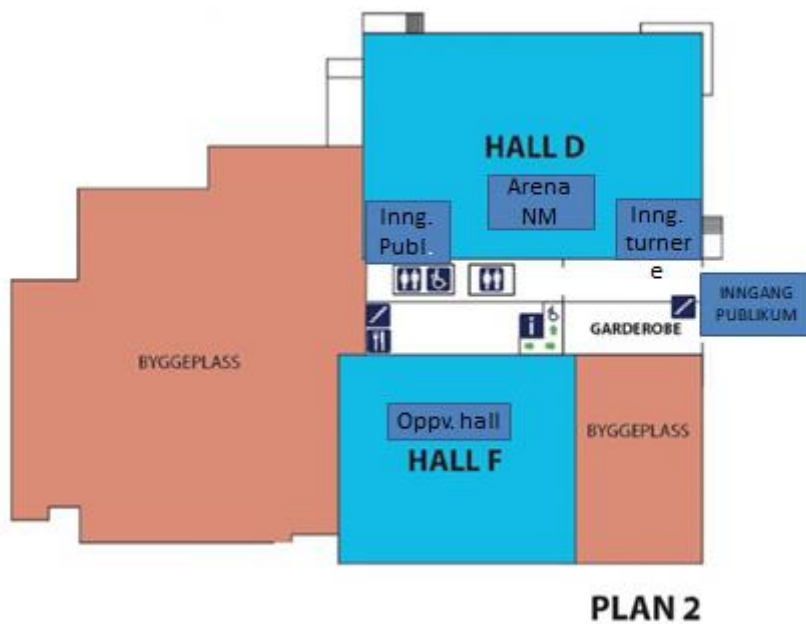 HALL D
Arena
NM
Inng.
Publ.
Inng.
turner
e
INNGANG
PUBLIKUM
i
GARDEROBE
BYGGEPLASS
Oppv. hall
HALL F
BYGGEPLASS
PLAN 2